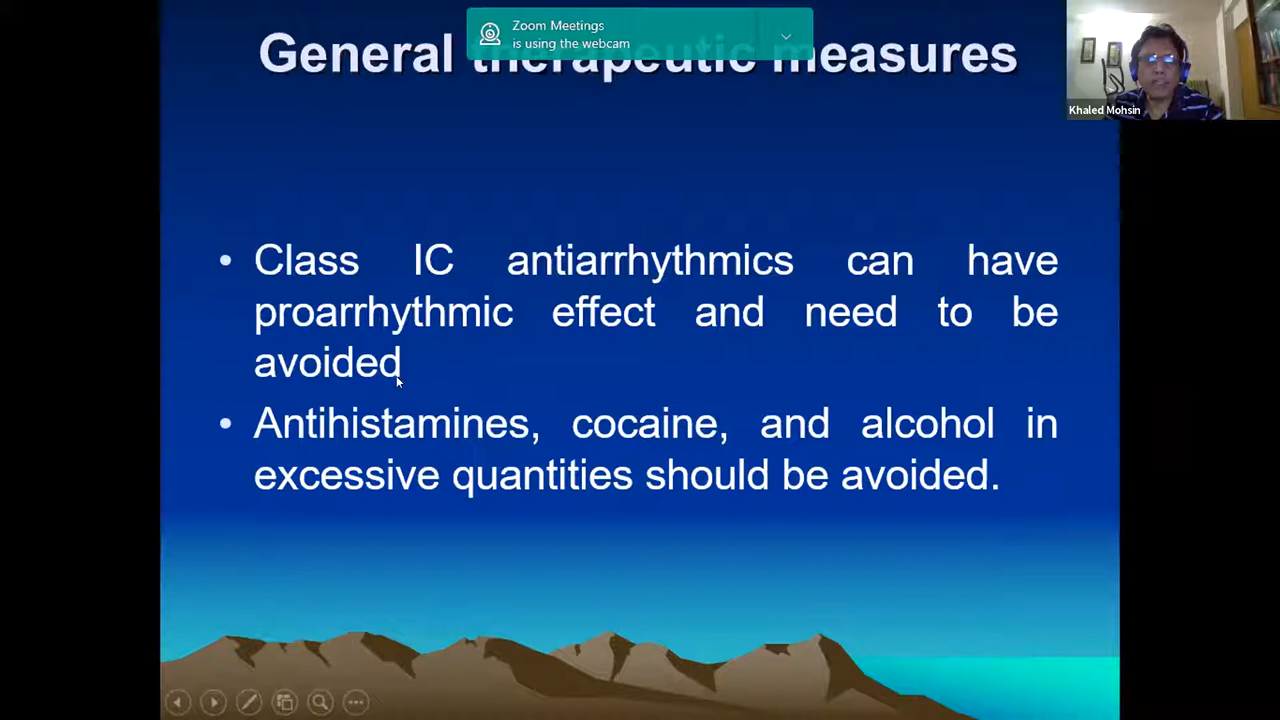 Zoom Meetings
is using the webcam
General therapeutic measures
Khaled Mohsin
• Class IC antiarrhythmics can have
proarrhythmic effect and need to be
avoided
• Antihistamines, cocaine, and alcohol in
excessive quantities should be avoided.